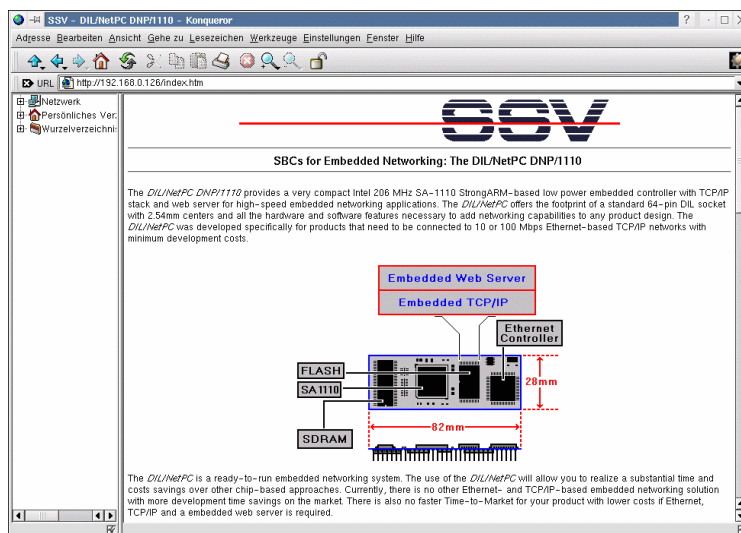 SSV - DIL/NetPC DNP/1110 - Konqueror
Adresse Bearbeiten Ansicht Gehe zu Lesezeichen Werkzeuge Einstellungen Fenster Hilfe
URL http://192.168.0.126/index.htm
Netzwerk
Persönliches Ver:
Wurzelverzeichni:
SSV
SBCs for Embedded Networking: The DIL/NetPC DNP/1110
The DIL/NetPC DNP/1110 provides a very compact Intel 206 MHz SA-1110 StrongARM-based low power embedded controller with TCP/IP
stack and web server for high-speed embedded networking applications. The DIL/NetPC offers the footprint of a standard 64-pin DIL socket
with 2.54mm centers and all the hardware and software features necessary to add networking capabilities to any product design. The
DIL/NetPC was developed specifically for products that need to be connected to 10 or 100 Mbps Ethernet-based TCP/IP networks with
minimum development costs.
Embedded Web Server
Embedded TCP/IP
Ethernet
Controller
FLASH
SA1110
SDRAM
28mm
82mm
The DIL/NetPC is a ready-to-run embedded networking system. The use of the DIL/NetPC will allow you to realize a substantial time and
costs savings over other chip-based approaches. Currently, there is no other Ethernet- and TCP/IP-based embedded networking solution
with more development time savings on the market. There is also no faster Time-to-Market for your product with lower costs if Ethernet,
TCP/IP and a embedded web server is required.